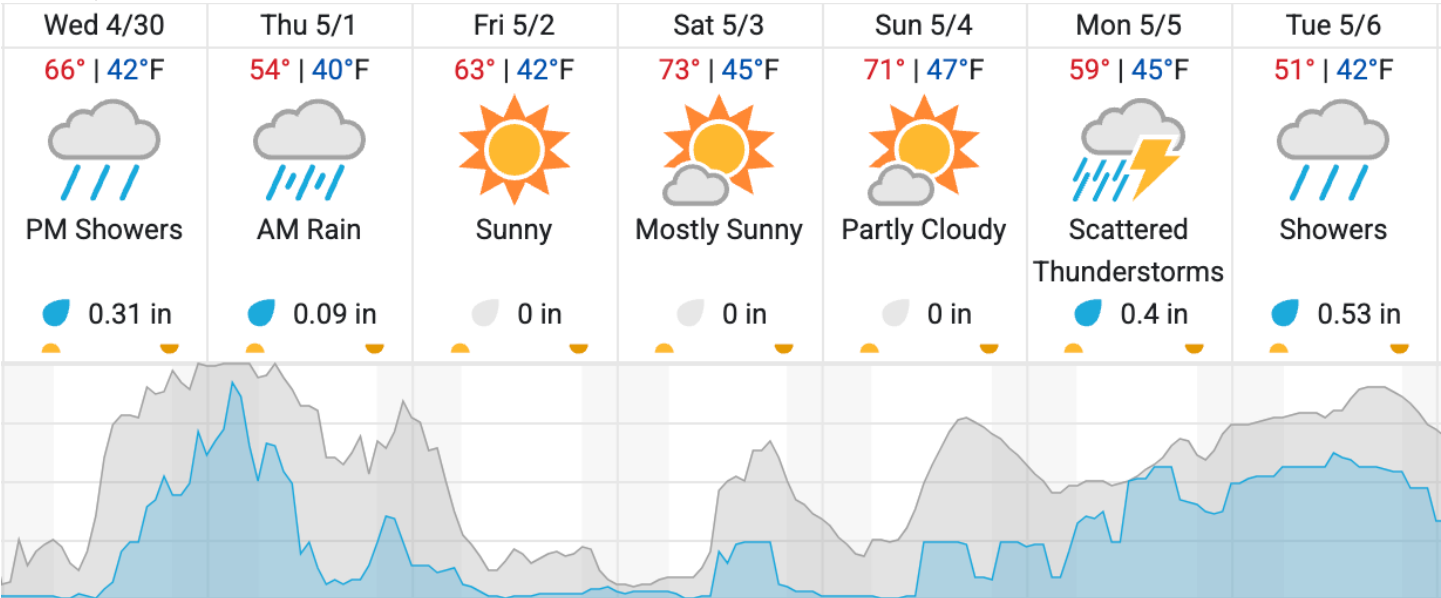 Wed 4/30
66° | 42°F
PM Showers
0.31 in
Thu 5/1
54° | 40°F
AM Rain
0.09 in
Fri 5/2
63° | 42°F
Sunny
0 in
Sat 5/3
73° | 45°F
Mostly Sunny
0 in
Sun 5/4
71° | 47°F
Partly Cloudy
0 in
Mon 5/5
59° | 45°F
Scattered
Thunderstorms
0.4 in
Tue 5/6
51° | 42°F
Showers
0.53 in